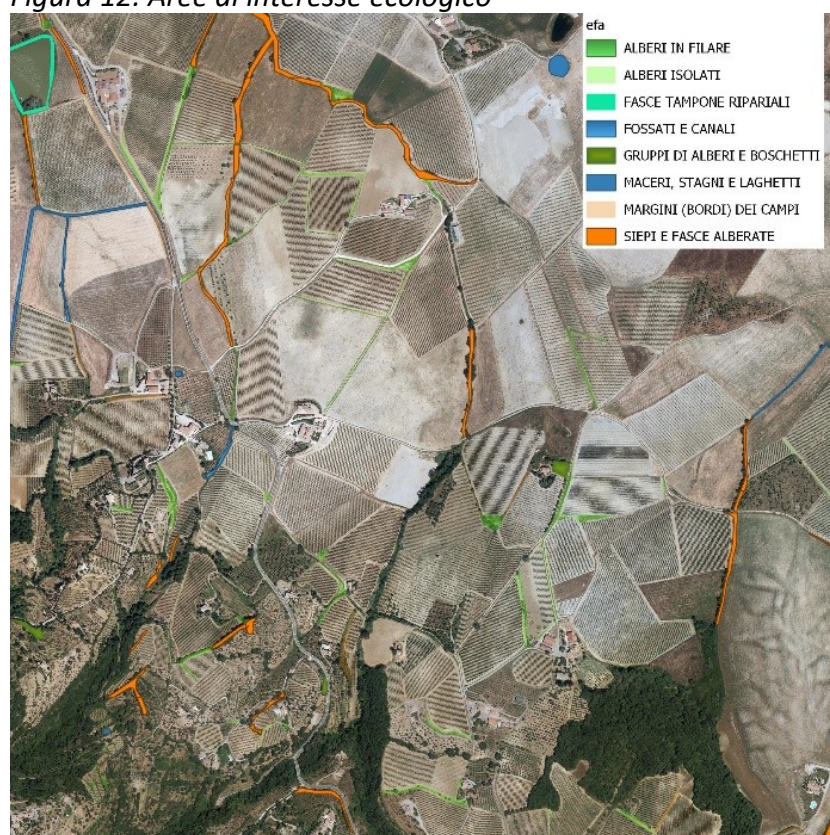 Figura 12. Aree di interesse ecologico
efa
ALBERI IN FILARE
ALBERI ISOLATI
FASCE TAMPONE RIPARIALI
FOSSATI E CANALI
GRUPPI DI ALBERI E BOSCHETTI
MACERI, STAGNI E LAGHETTI
MARGINI (BORDI) DEI CAMPI
SIEPI E FASCE ALBERATE